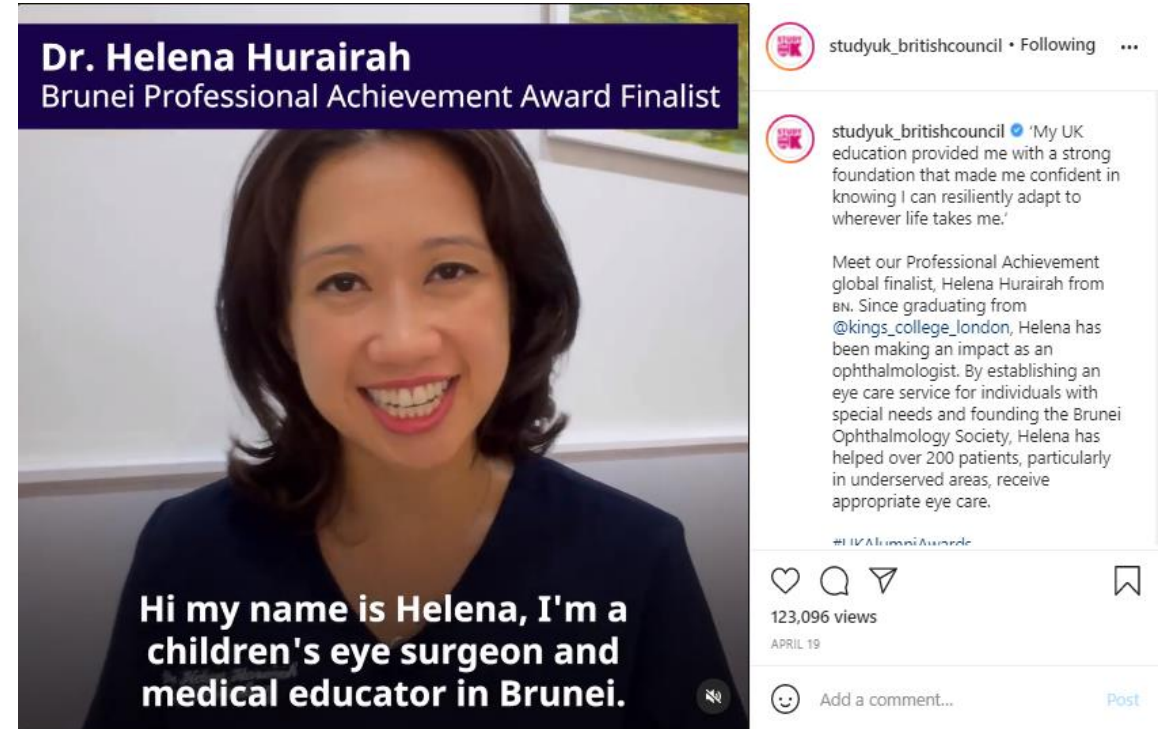 Dr. Helena Hurairah
Brunei Professional Achievement Award Finalist
Hi my name is Helena, I'm a
children's eye surgeon and
medical educator in Brunei.
STUDY
UK
studyuk_britishcouncil • Following
STUDY
UK
studyuk_britishcouncil 'My UK
education provided me with a strong
foundation that made me confident in
knowing I can resiliently adapt to
wherever life takes me.'
Meet our Professional Achievement
global finalist, Helena Hurairah from
BN. Since graduating from
@kings_college_london, Helena has
been making an impact as an
ophthalmologist. By establishing an
eye care service for individuals with
special needs and founding the Brunei
Ophthalmology Society, Helena has
helped over 200 patients, particularly
in underserved areas, receive
appropriate eye care.
#UKAlumniAwards
123,096 views
APRIL 19
Add a comment...
Post